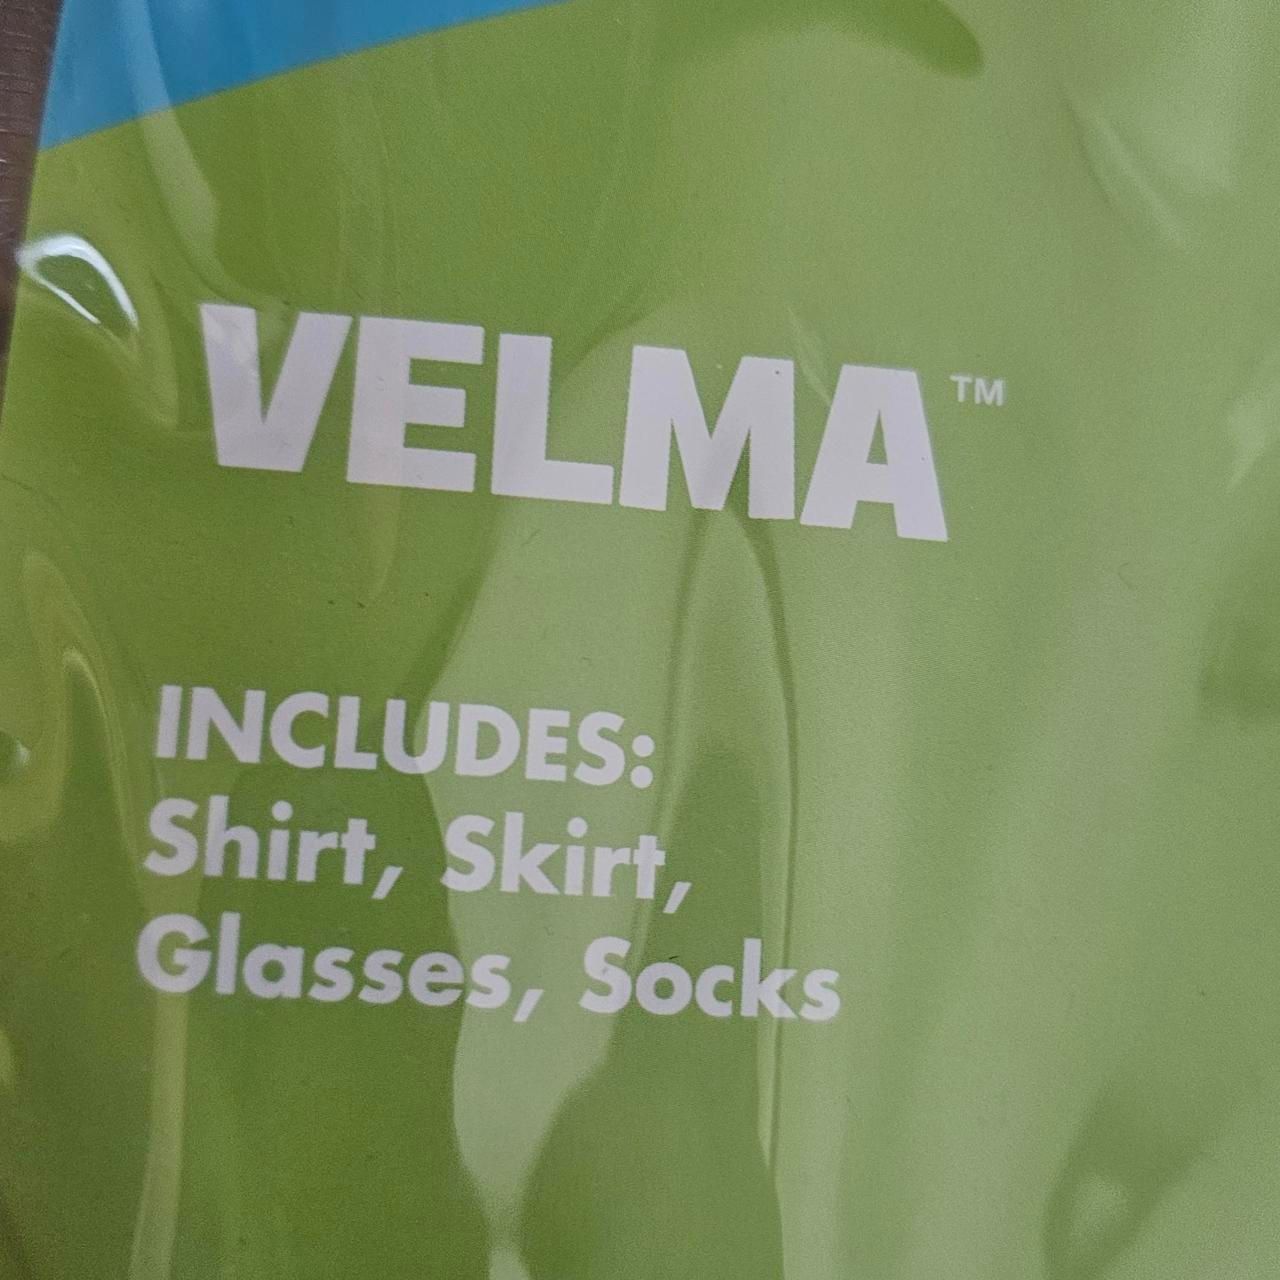 VELMA™
INCLUDES:
Shirt, Skirt,
Glasses, Socks